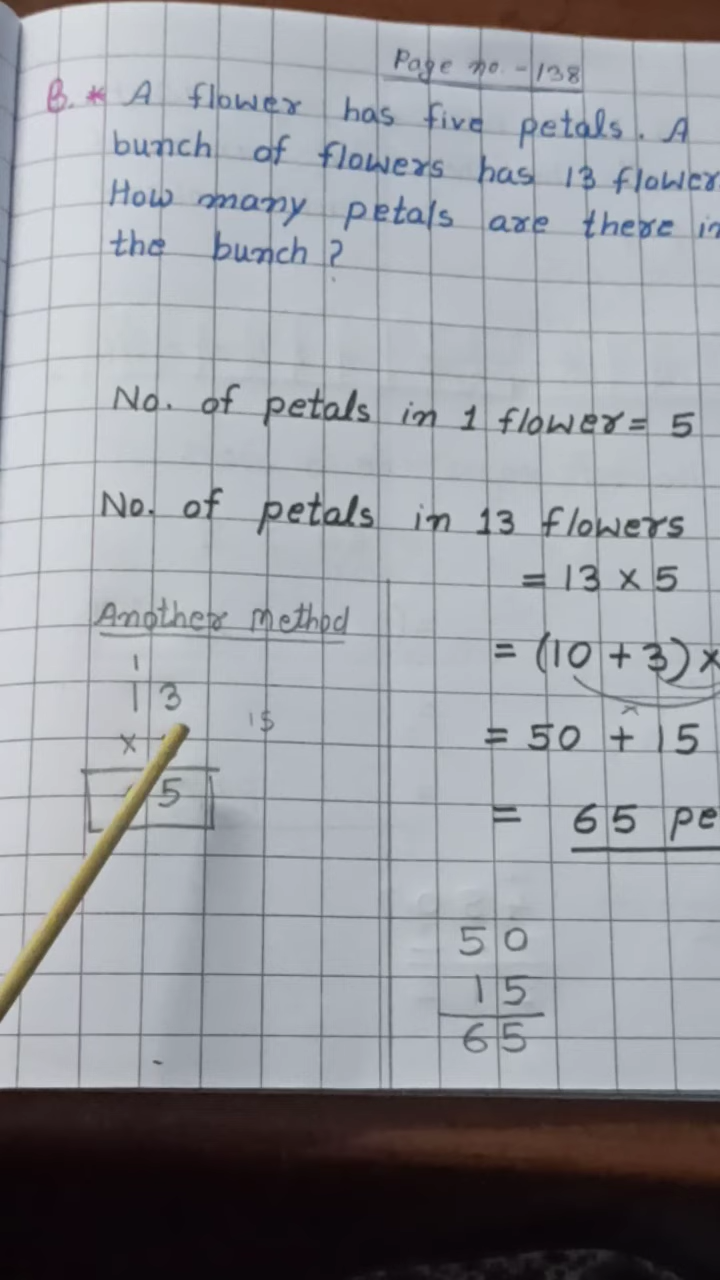 Page no. - 138
B. * A flower has five petals. A
bunch of flowers has 13 flower
How many petals are there in
the bunch?
No. of petals in 1 flower = 5
No. of petals in 13 flowers
= 13 × 5
= (10 + 3) ×
= 50 + 15
= 65 pe
Another method
1
13
×
15
5
50
15
65